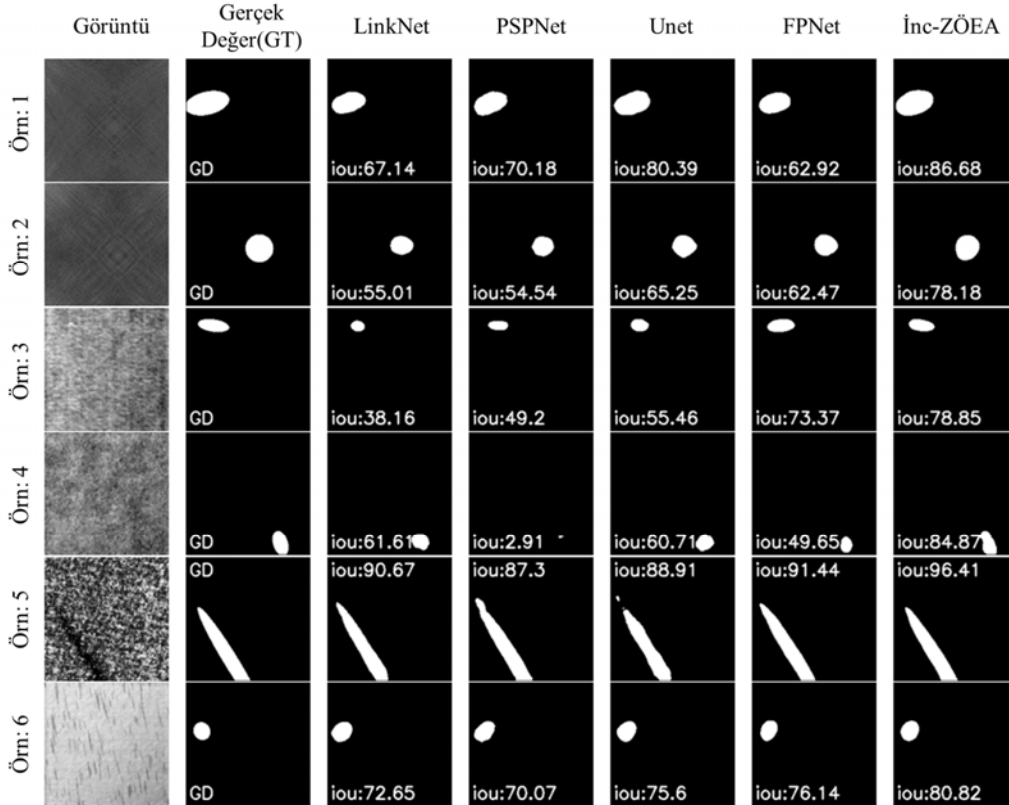 Görüntü
Gerçek
Değer(GT)
LinkNet
PSPNet
Unet
FPNet
İnc-ZÖEA
Örn: 1
GD
iou:67.14
iou:70.18
iou:80.39
iou:62.92
iou:86.68
Örn: 2
GD
iou:55.01
iou:54.54
iou:65.25
iou:62.47
iou:78.18
Örn: 3
GD
iou:38.16
iou:49.2
iou:55.46
iou:73.37
iou:78.85
Örn: 4
GD
iou:61.61
iou:2.91
iou:60.71
iou:49.65
iou:84.87
Örn: 5
GD
iou:90.67
iou:87.3
iou:88.91
iou:91.44
iou:96.41
Örn: 6
GD
iou:72.65
iou:70.07
iou:75.6
iou:76.14
iou:80.82